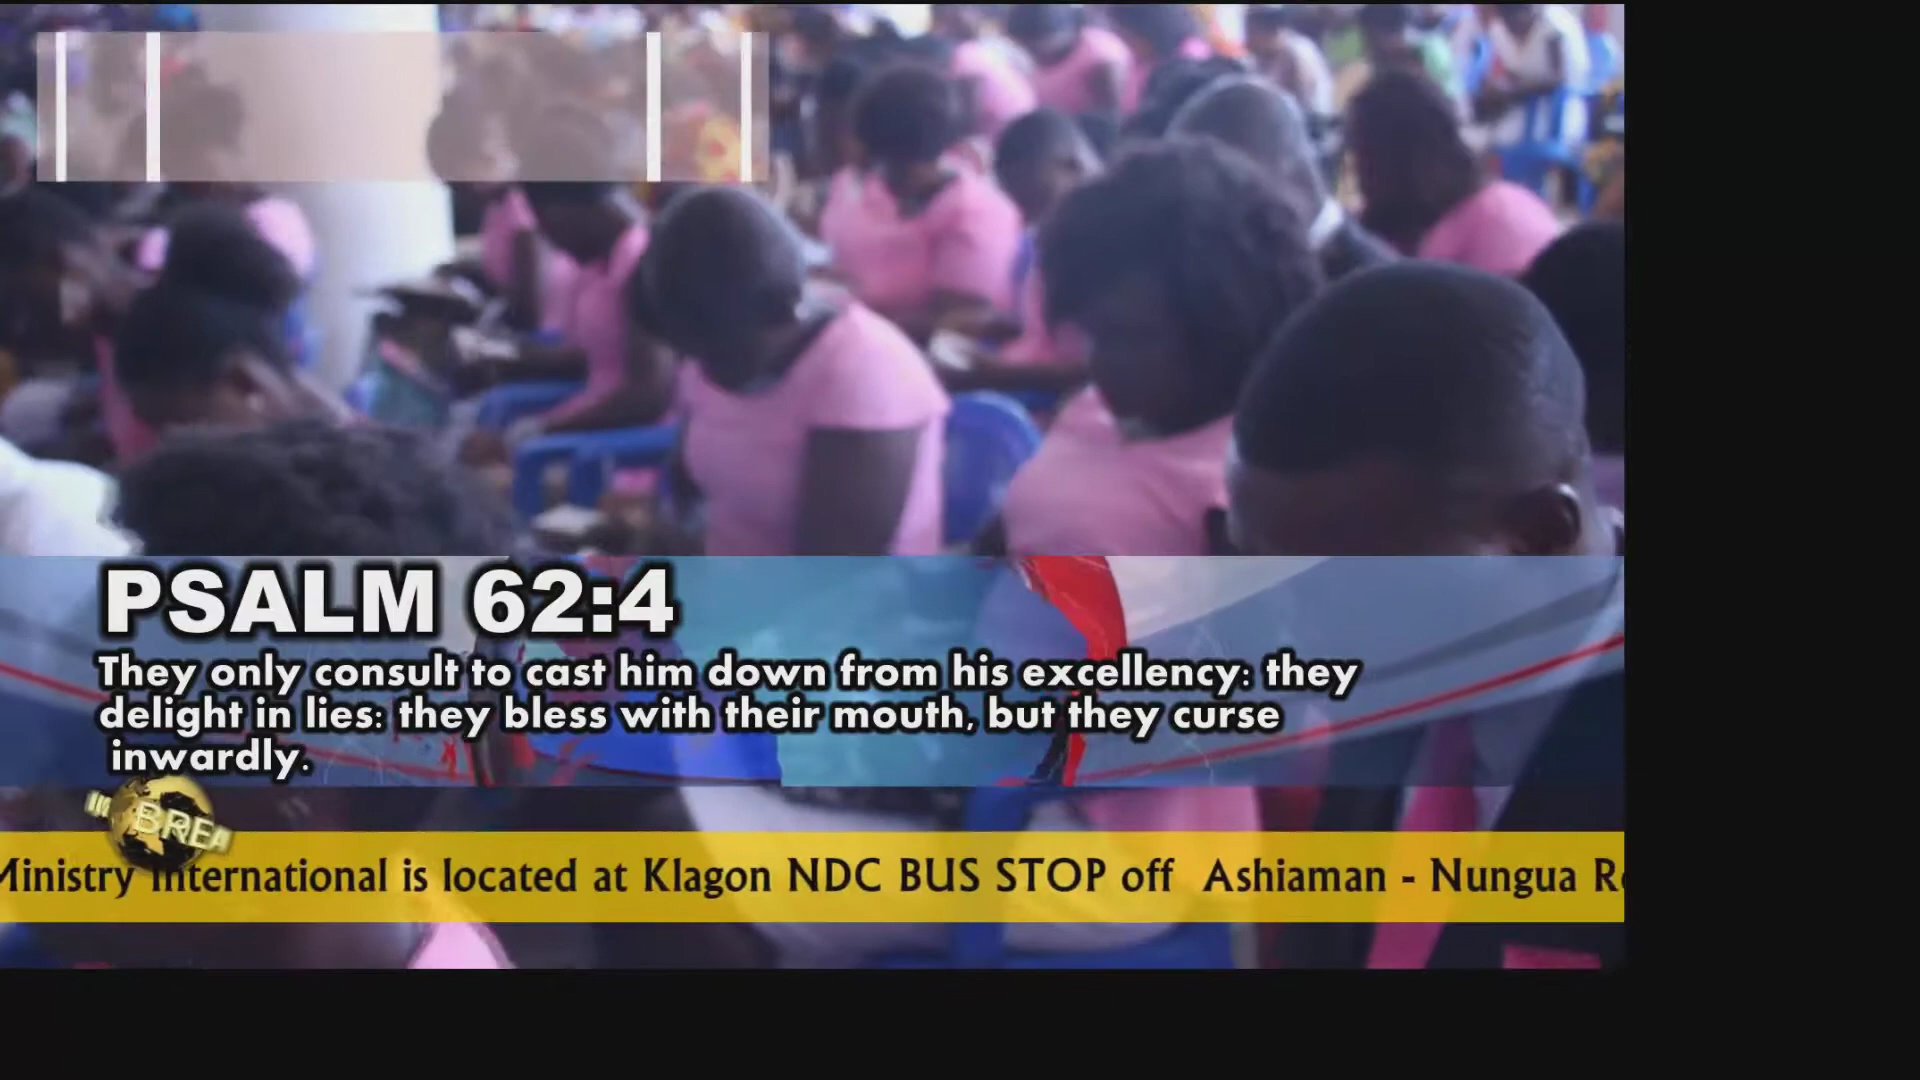 PSALM 62:4
They only consult to cast him down from his excellency: they
delight in lies: they bless with their mouth, but they curse
inwardly.
BREA
Ministry International is located at Klagon NDC BUS STOP off Ashiaman - Nungua